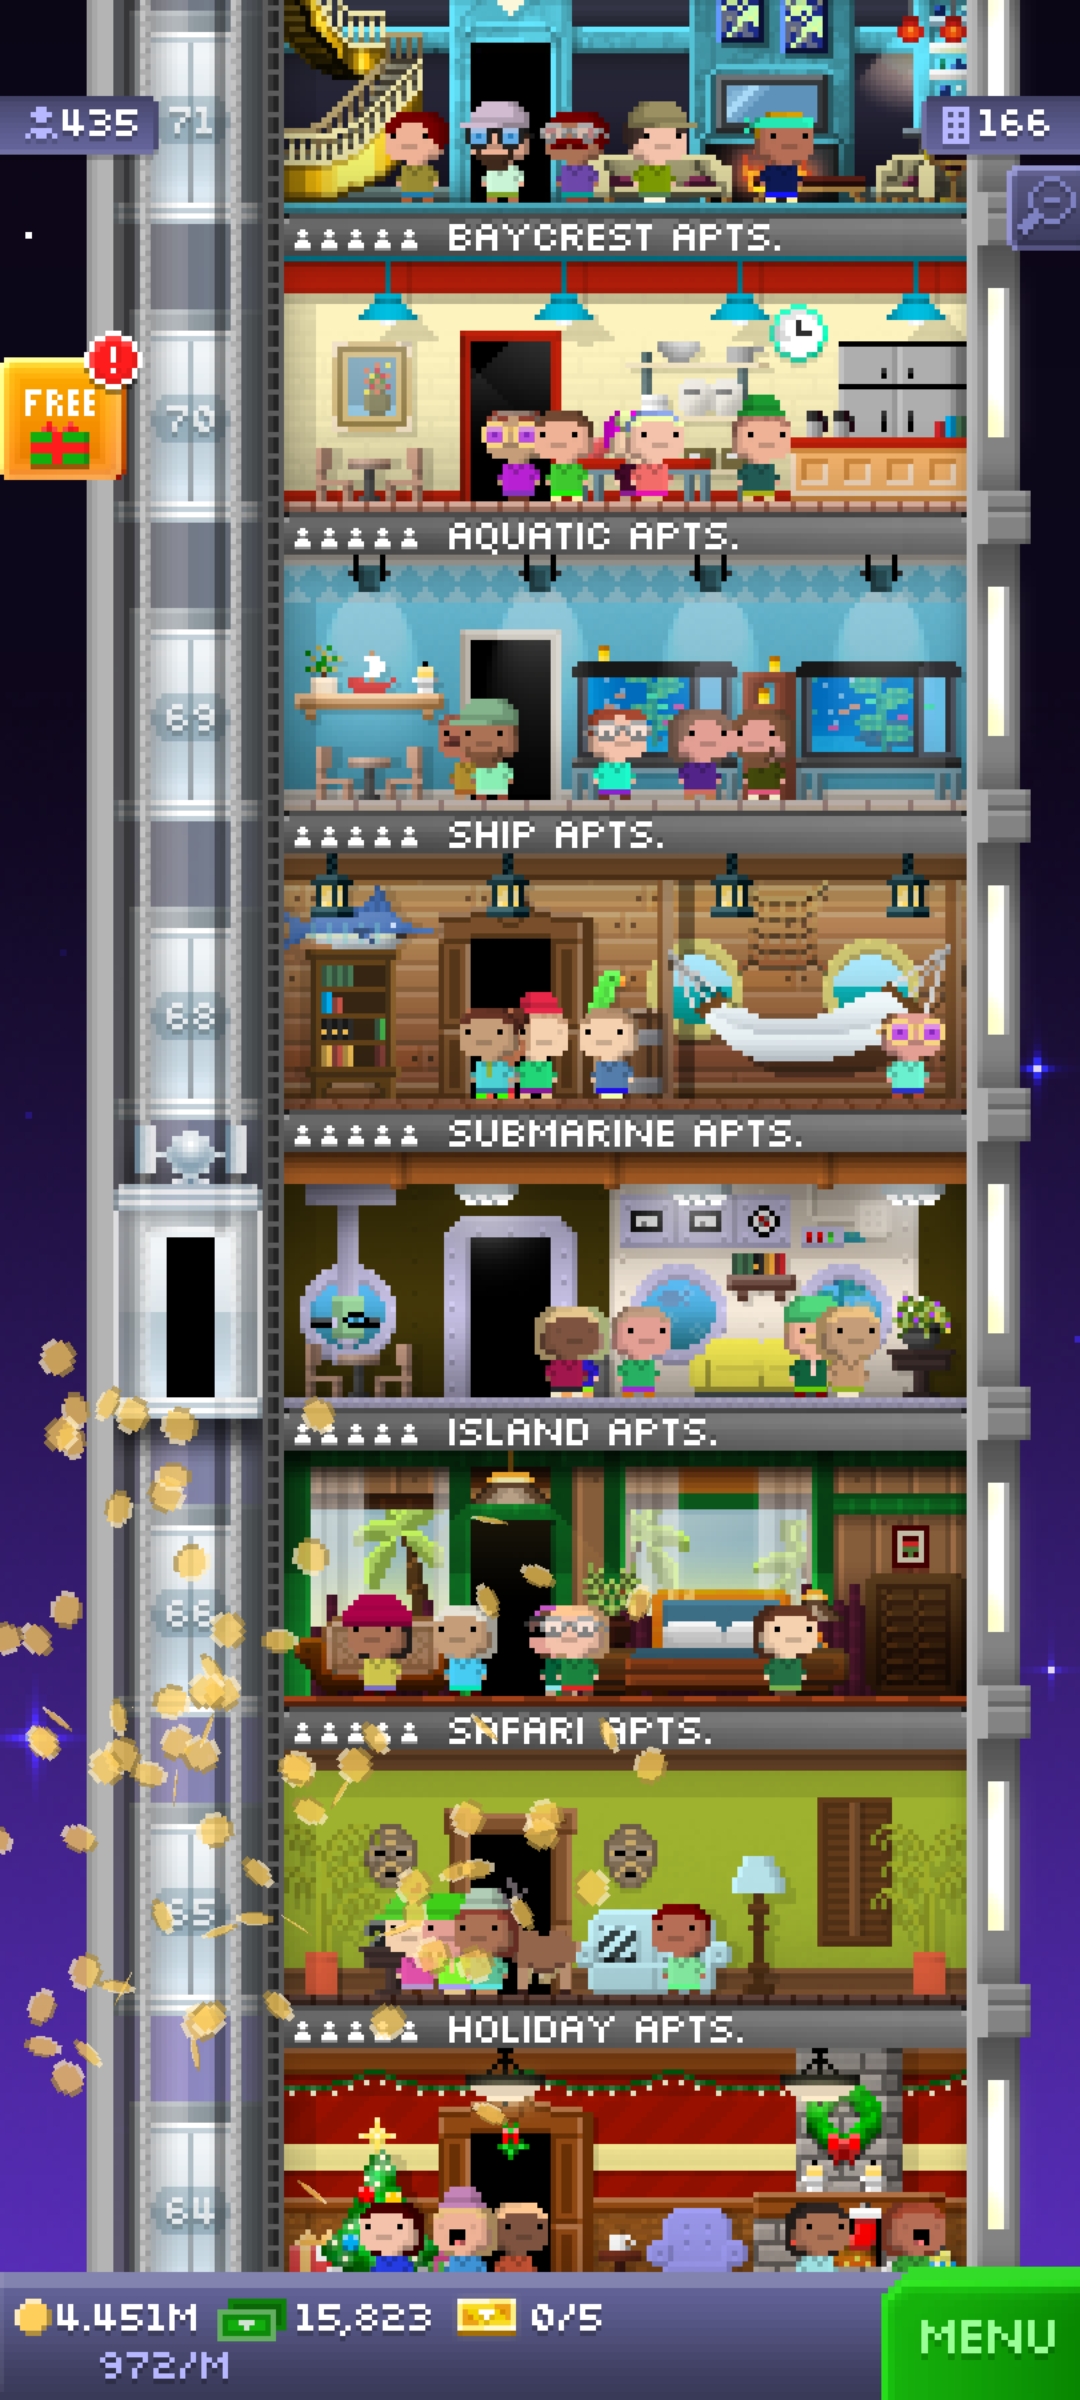 435
71
166
BAYCREST APTS.
FREE
!
70
AQUATIC APTS.
69
SHIP APTS.
68
SUBMARINE APTS.
ISLAND APTS.
66
SAFARI APTS.
65
HOLIDAY APTS.
64
4.451M 15,823 0/5
972/M
MENU